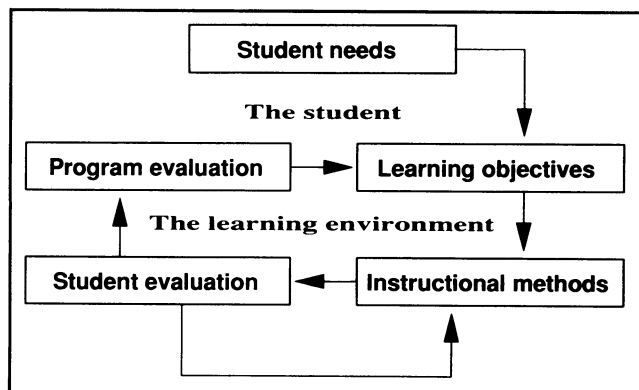 Student needs
The student
Program evaluation
Learning objectives
The learning environment
Student evaluation
Instructional methods